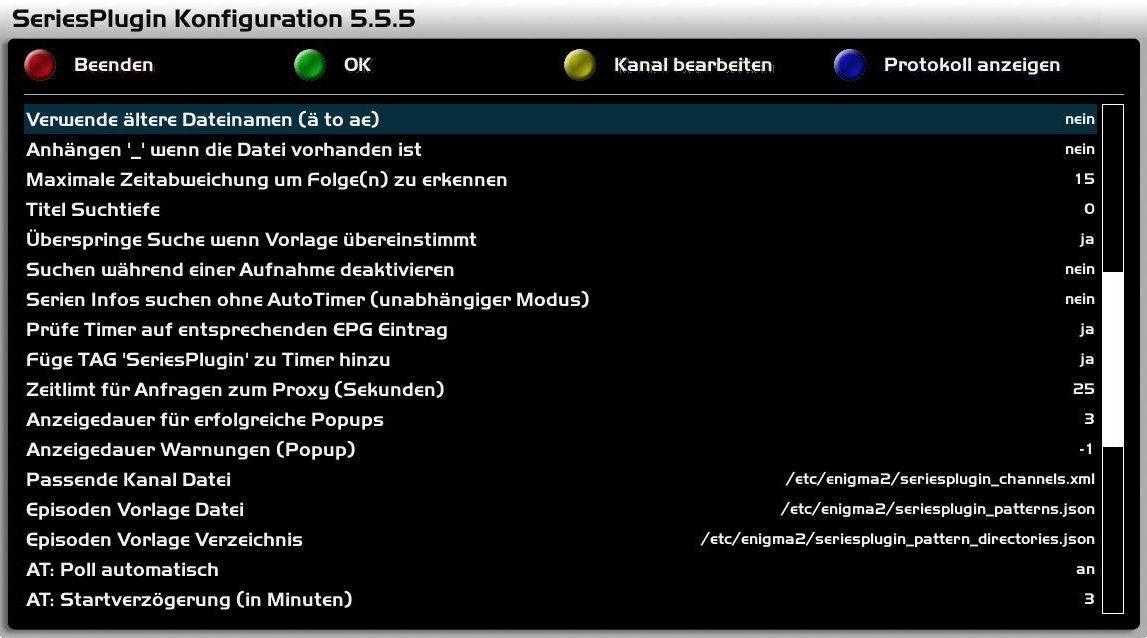 SeriesPlugin Konfiguration 5.5.5
Beenden OK Kanal bearbeiten Protokoll anzeigen
Verwende ältere Dateinamen (ä to ae) nein
Anhängen '_' wenn die Datei vorhanden ist nein
Maximale Zeitabweichung um Folge(n) zu erkennen 15
Titel Suchtiefe 0
Überspringe Suche wenn Vorlage übereinstimmt ja
Suchen während einer Aufnahme deaktivieren nein
Serien Infos suchen ohne AutoTimer (unabhängiger Modus) nein
Prüfe Timer auf entsprechenden EPG Eintrag ja
Füge TAG 'SeriesPlugin' zu Timer hinzu ja
Zeitlimt für Anfragen zum Proxy (Sekunden) 25
Anzeigedauer für erfolgreiche Popups 3
Anzeigedauer Warnungen (Popup) -1
Passende Kanal Datei /etc/enigma2/seriesplugin_channels.xml
Episoden Vorlage Datei /etc/enigma2/seriesplugin_patterns.json
Episoden Vorlage Verzeichnis /etc/enigma2/seriesplugin_pattern_directories.json
AT: Poll automatisch an
AT: Startverzögerung (in Minuten) 3